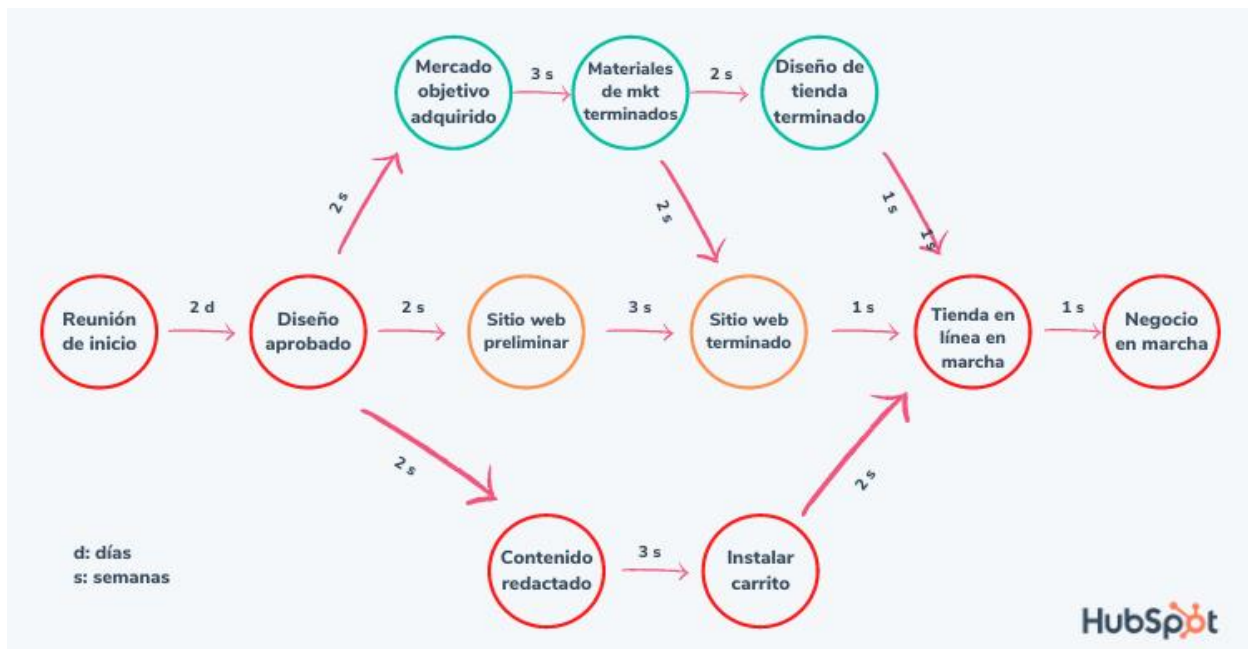 Mercado
objetivo
adquirido
3 s
Materiales
de mkt
terminados
2 s
Diseño de
tienda
terminado
2 s
2 s
1 s
1 s
Reunión
de inicio
2 d
Diseño
aprobado
2 s
Sitio web
preliminar
3 s
Sitio web
terminado
1 s
Tienda en
línea en
marcha
1 s
Negocio
en marcha
2 s
2 s
Contenido
redactado
3 s
Instalar
carrito
d: días
s: semanas
HubSpot